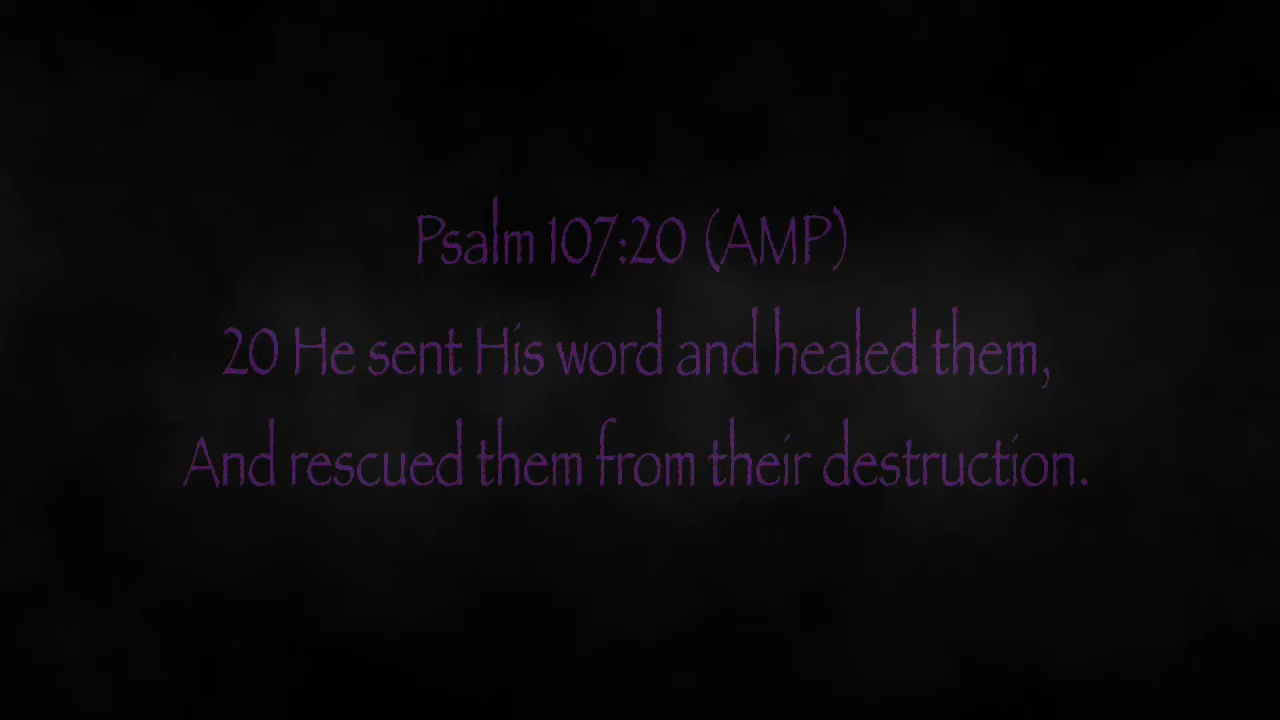 Psalm 107:20 (AMP)
20 He sent His word and healed them,
And rescued them from their destruction.